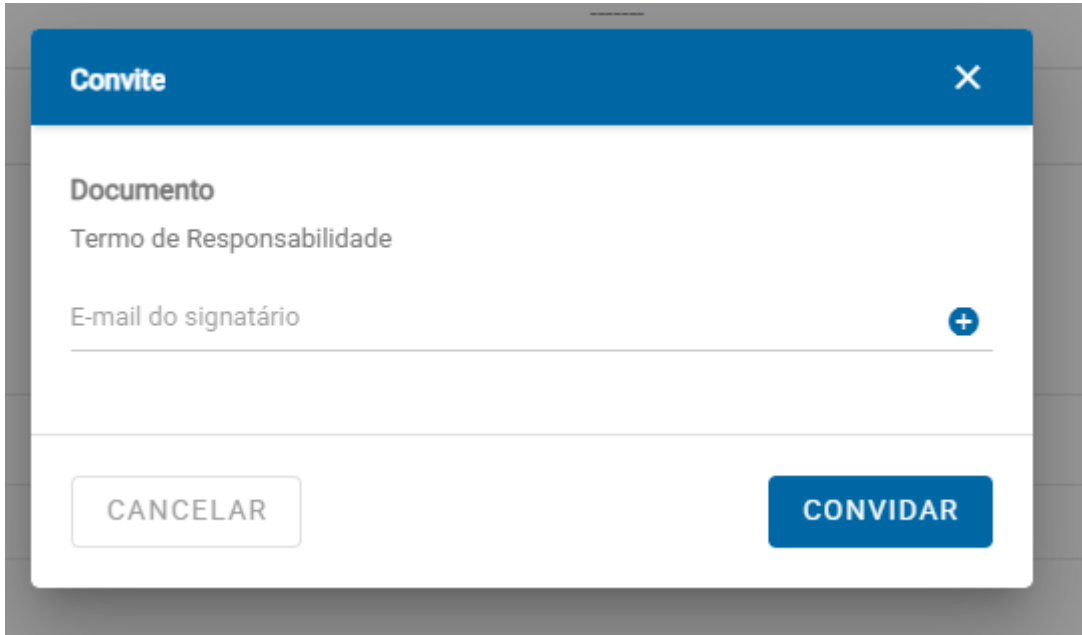 Convite
Documento
Termo de Responsabilidade
E-mail do signatário
CANCELAR
CONVIDAR